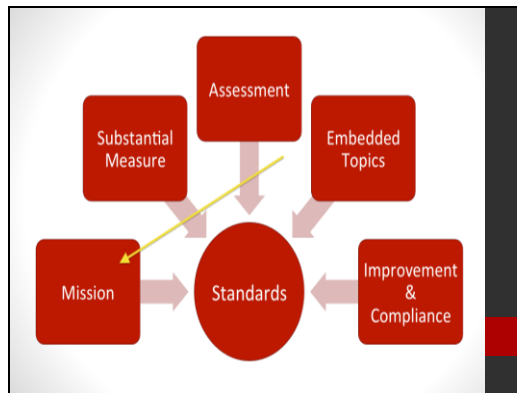 Assessment
Substantial
Measure
Embedded
Topics
Mission
Standards
Improvement
&
Compliance